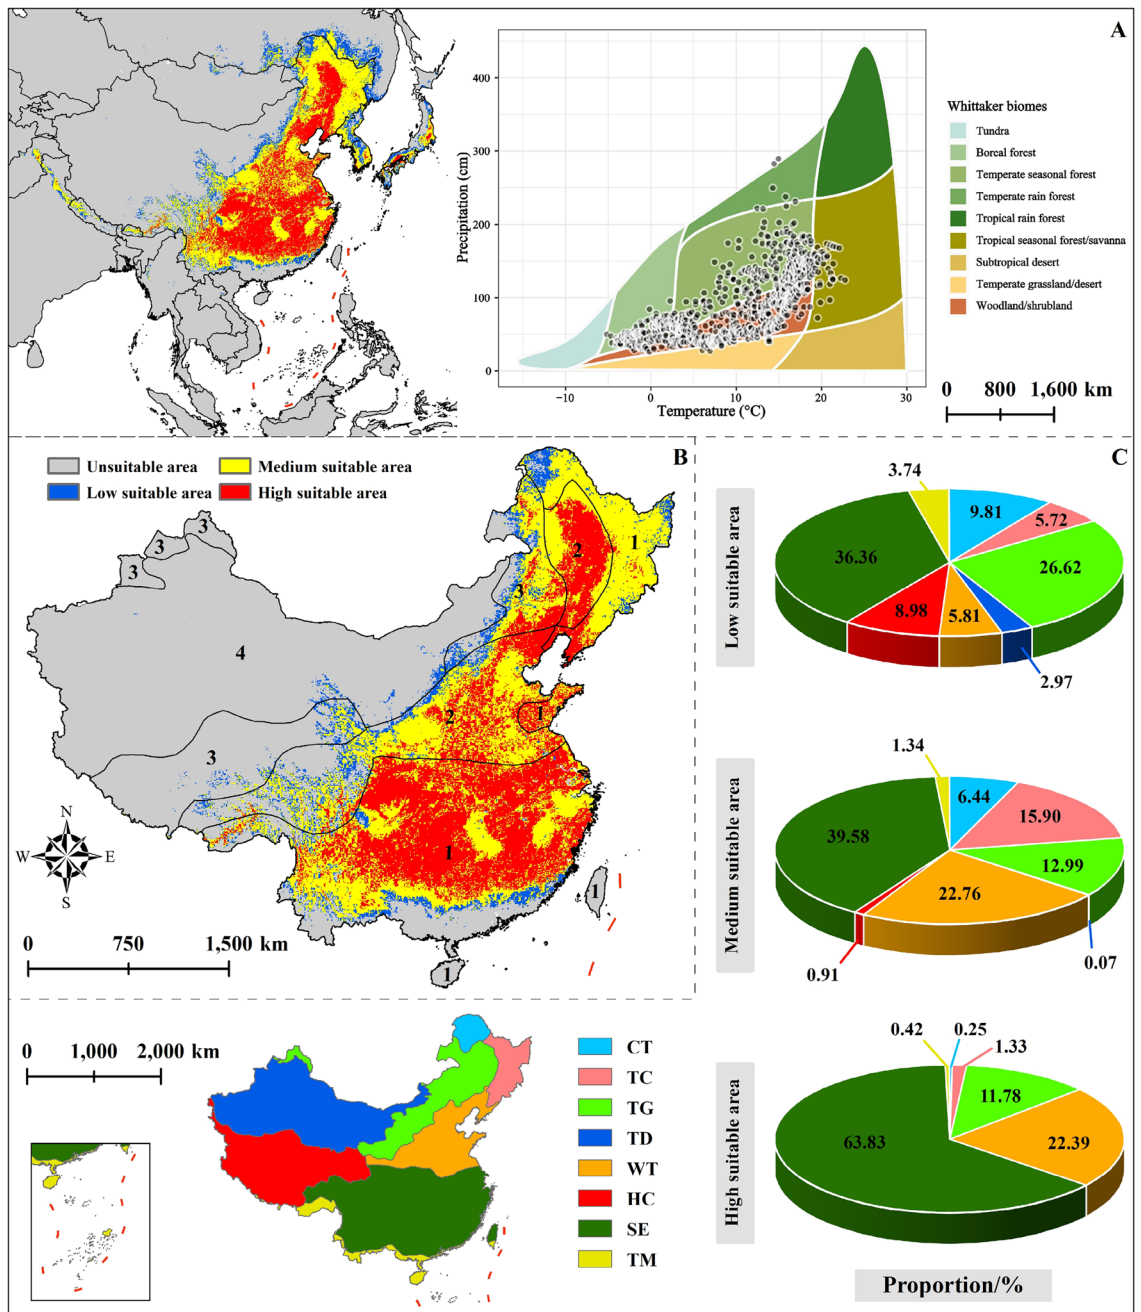 A
400
300
200
100
0
Precipitation (cm)
−10
0
10
20
30
Temperature (°C)
Whittaker biomes
Tundra
Boreal forest
Temperate seasonal forest
Temperate rain forest
Tropical rain forest
Tropical seasonal forest/savanna
Subtropical desert
Temperate grassland/desert
Woodland/shrubland
0 800 1,600 km
B
Unsuitable area
Medium suitable area
Low suitable area
High suitable area
3
3
3
2
1
3
4
2
1
3
1
1
1
N
W E
S
0 750 1,500 km
C
Low suitable area
3.74
9.81
5.72
36.36
26.62
8.98
5.81
2.97
Medium suitable area
1.34
6.44
15.90
39.58
12.99
22.76
0.91
0.07
High suitable area
0.42
0.25
1.33
11.78
63.83
22.39
Proportion/%
0 1,000 2,000 km
CT
TC
TG
TD
WT
HC
SE
TM